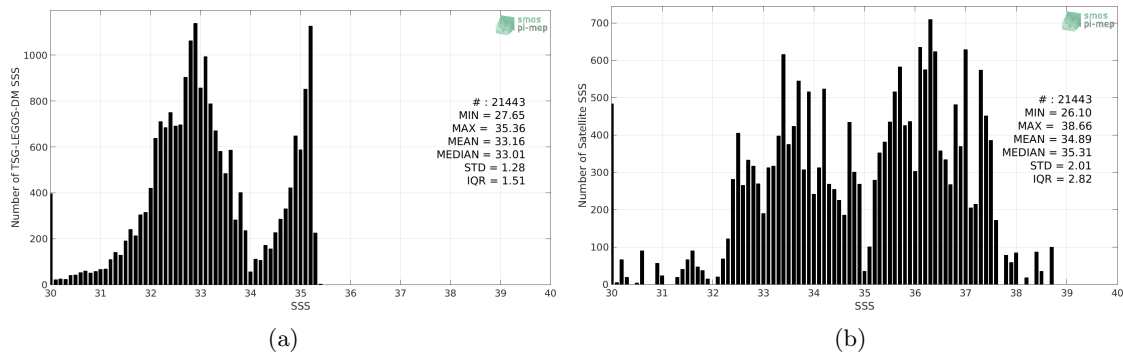 smos
pi-mep
Number of TSG-LEGOS-DM SSS
1000
800
600
400
200
0
# : 21443
MIN = 27.65
MAX = 35.36
MEAN = 33.16
MEDIAN = 33.01
STD = 1.28
IQR = 1.51
30 31 32 33 34 35 36 37 38 39 40
SSS
(a)
smos
pi-mep
Number of Satellite SSS
700
600
500
400
300
200
100
0
# : 21443
MIN = 26.10
MAX = 38.66
MEAN = 34.89
MEDIAN = 35.31
STD = 2.01
IQR = 2.82
30 31 32 33 34 35 36 37 38 39 40
SSS
(b)